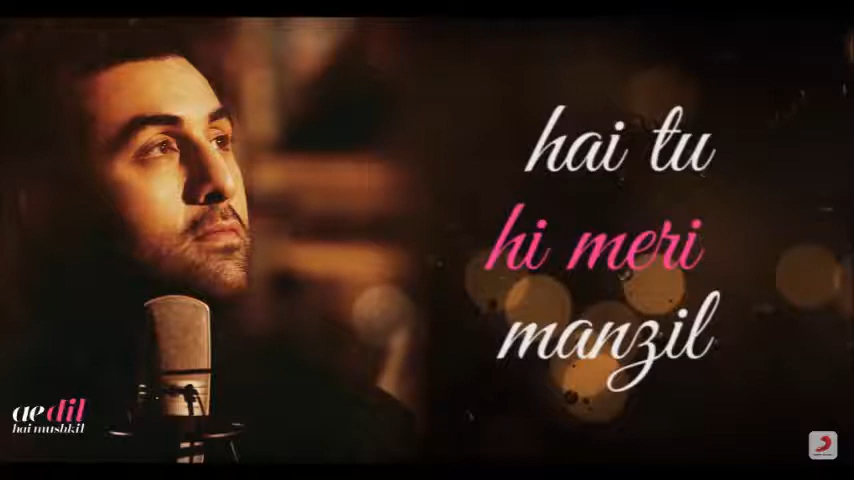 hai tu
hi meri
manzil
ae dil
hai mushkil